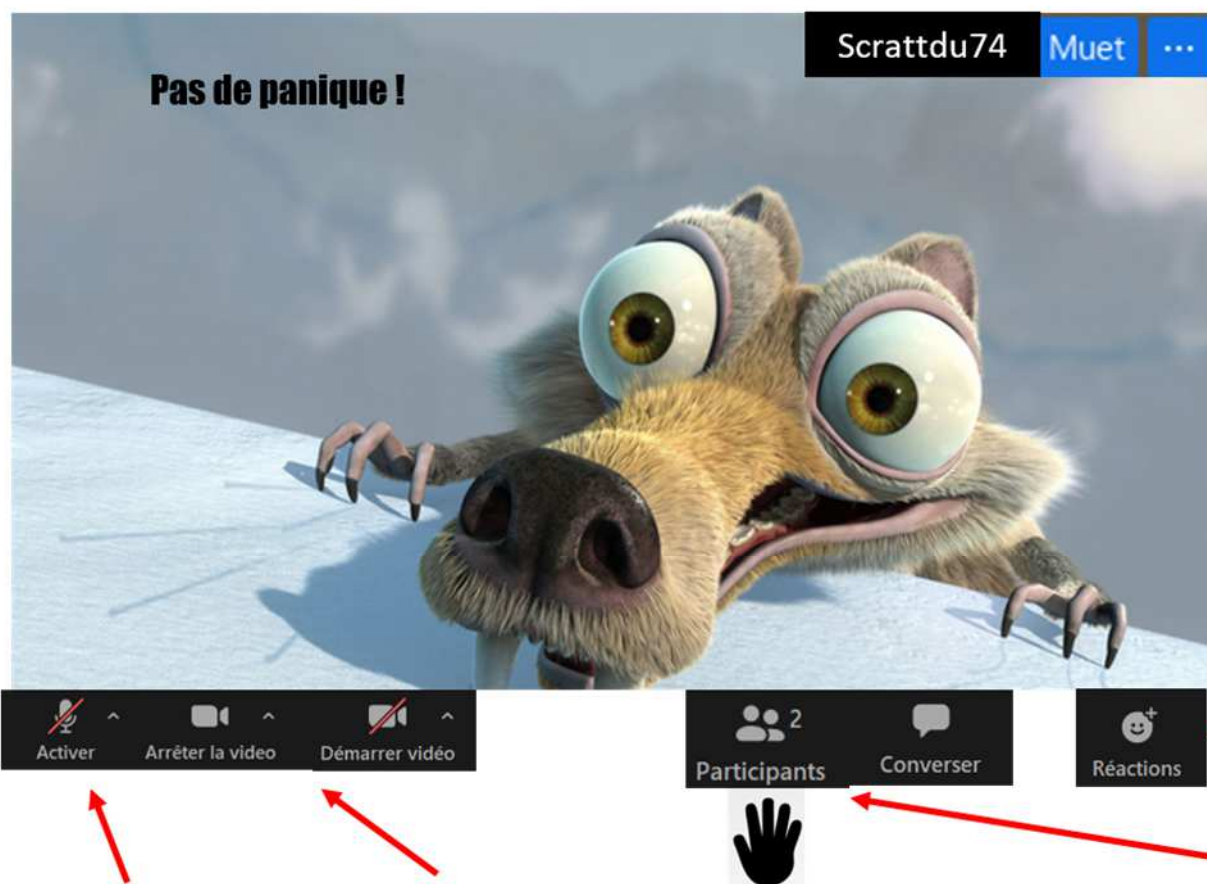 Scrattdu74 Muet ...
Pas de panique !
2
Activer Arrêter la video Démarrer vidéo Participants Converser Réactions